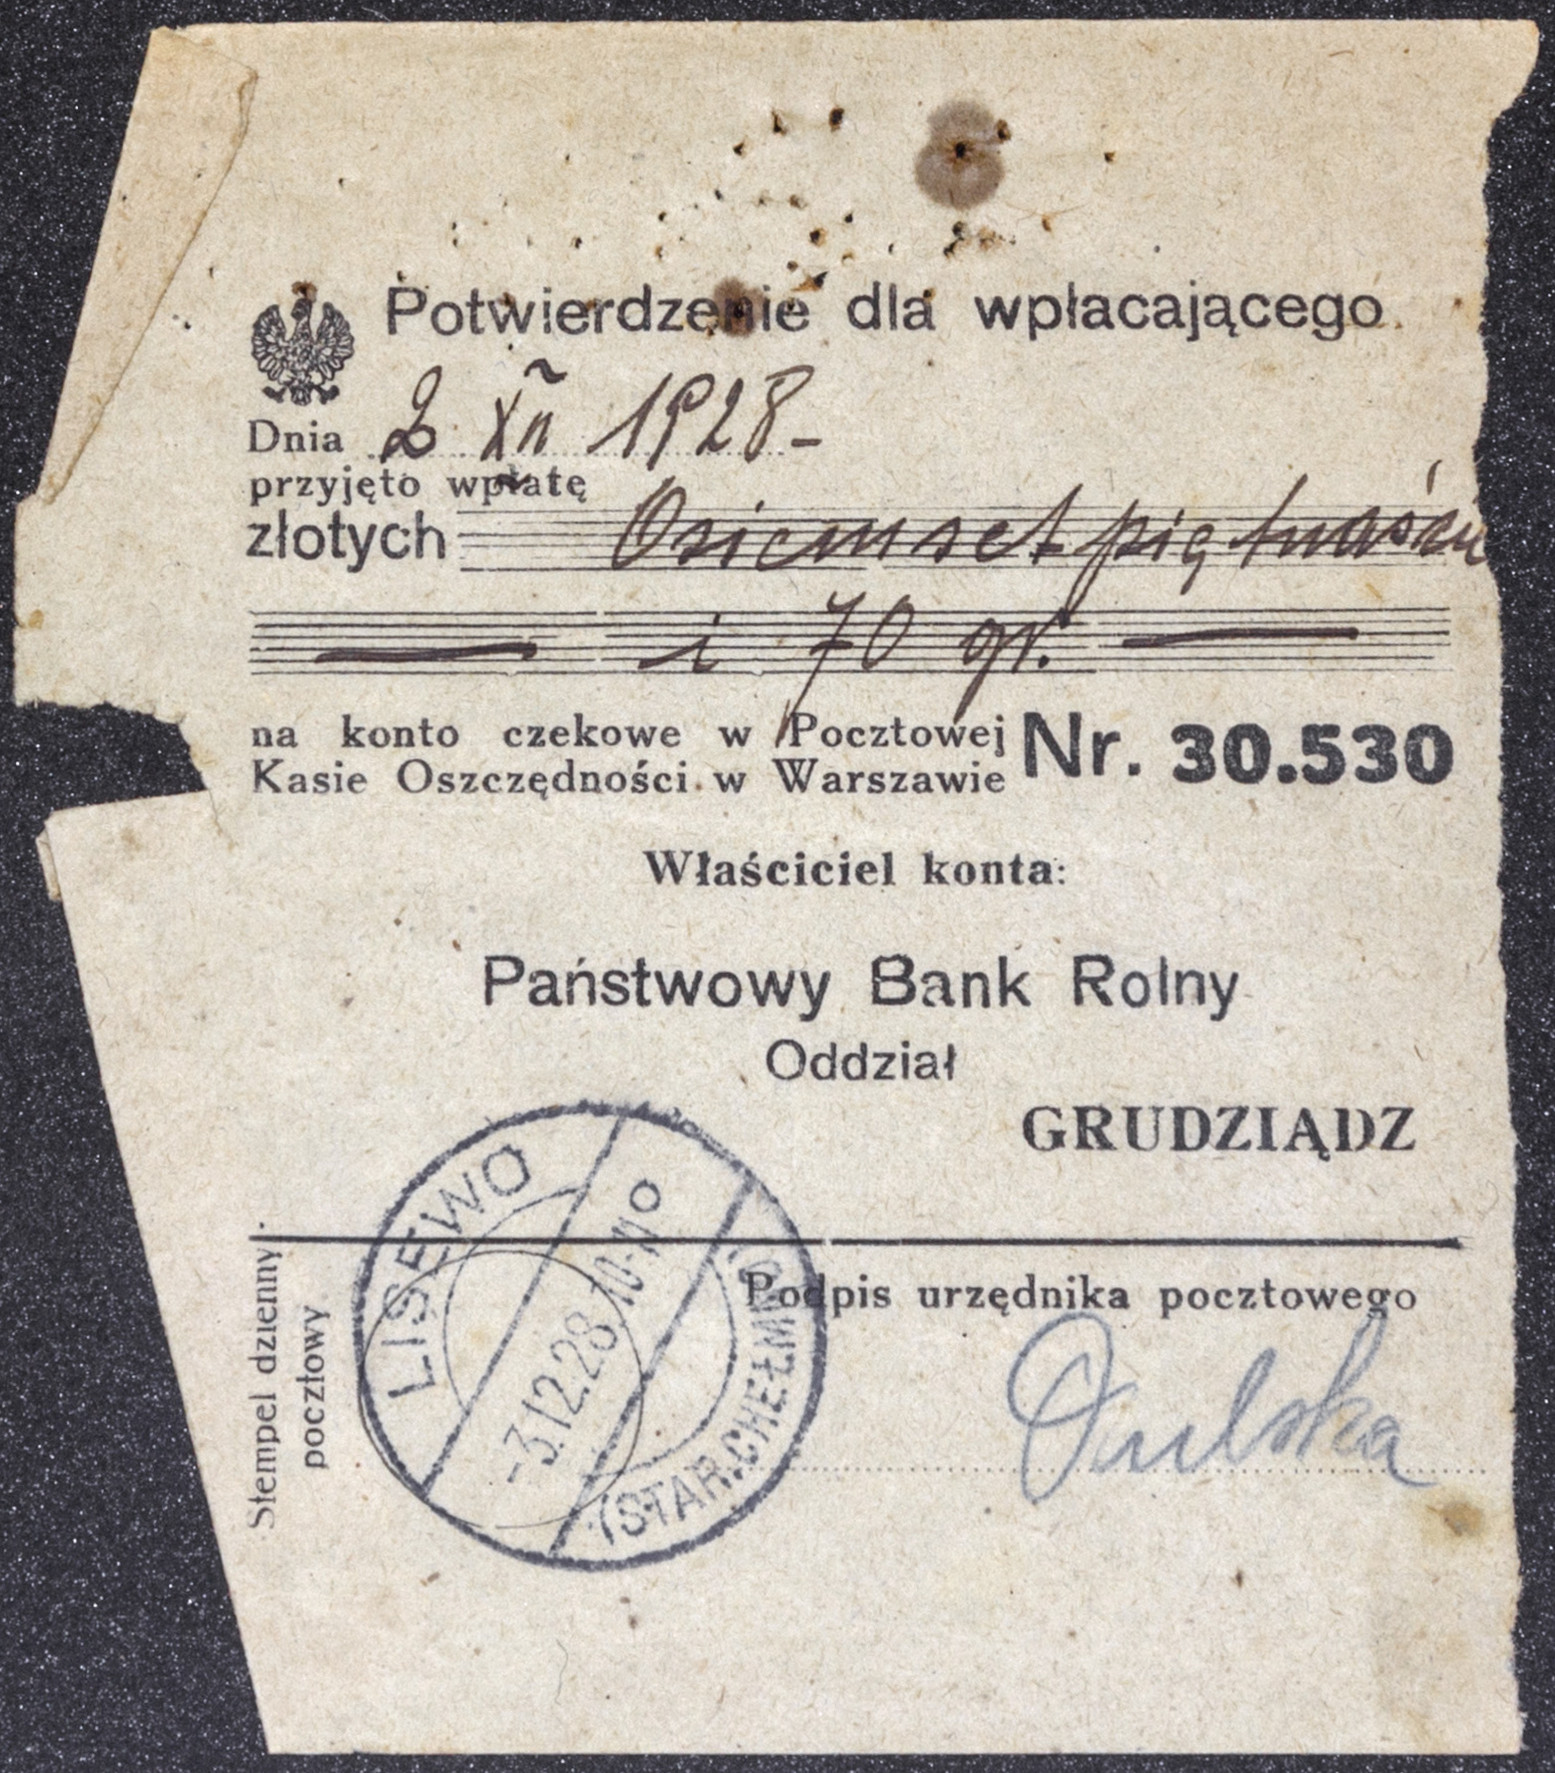 Potwierdzenie dla wpłacającego.
Dnia 2 XII 1928 -
przyjęto wpłatę
złotych Osiemset piętnaście
— i 70 gr. —
na konto czekowe w Pocztowej
Kasie Oszczędności w Warszawie
Nr. 30.530
Właściciel konta:
Państwowy Bank Rolny
Oddział
GRUDZIĄDZ
Stempel dzienny
pocztowy
LISEWO
-3.12.28 10-11°
(STAR.CHEŁMNO)
Podpis urzędnika pocztowego